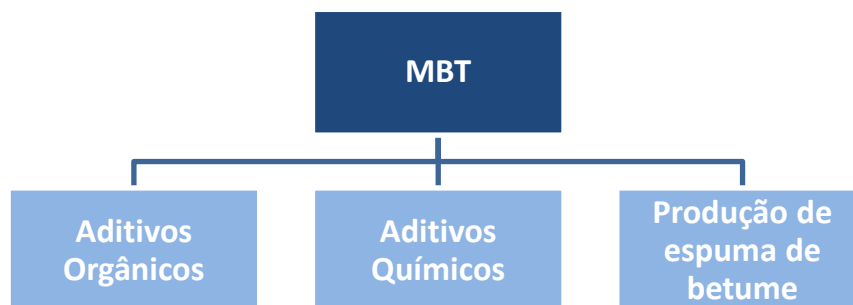 MBT
Aditivos
Orgânicos
Aditivos
Químicos
Produção de
espuma de
betume